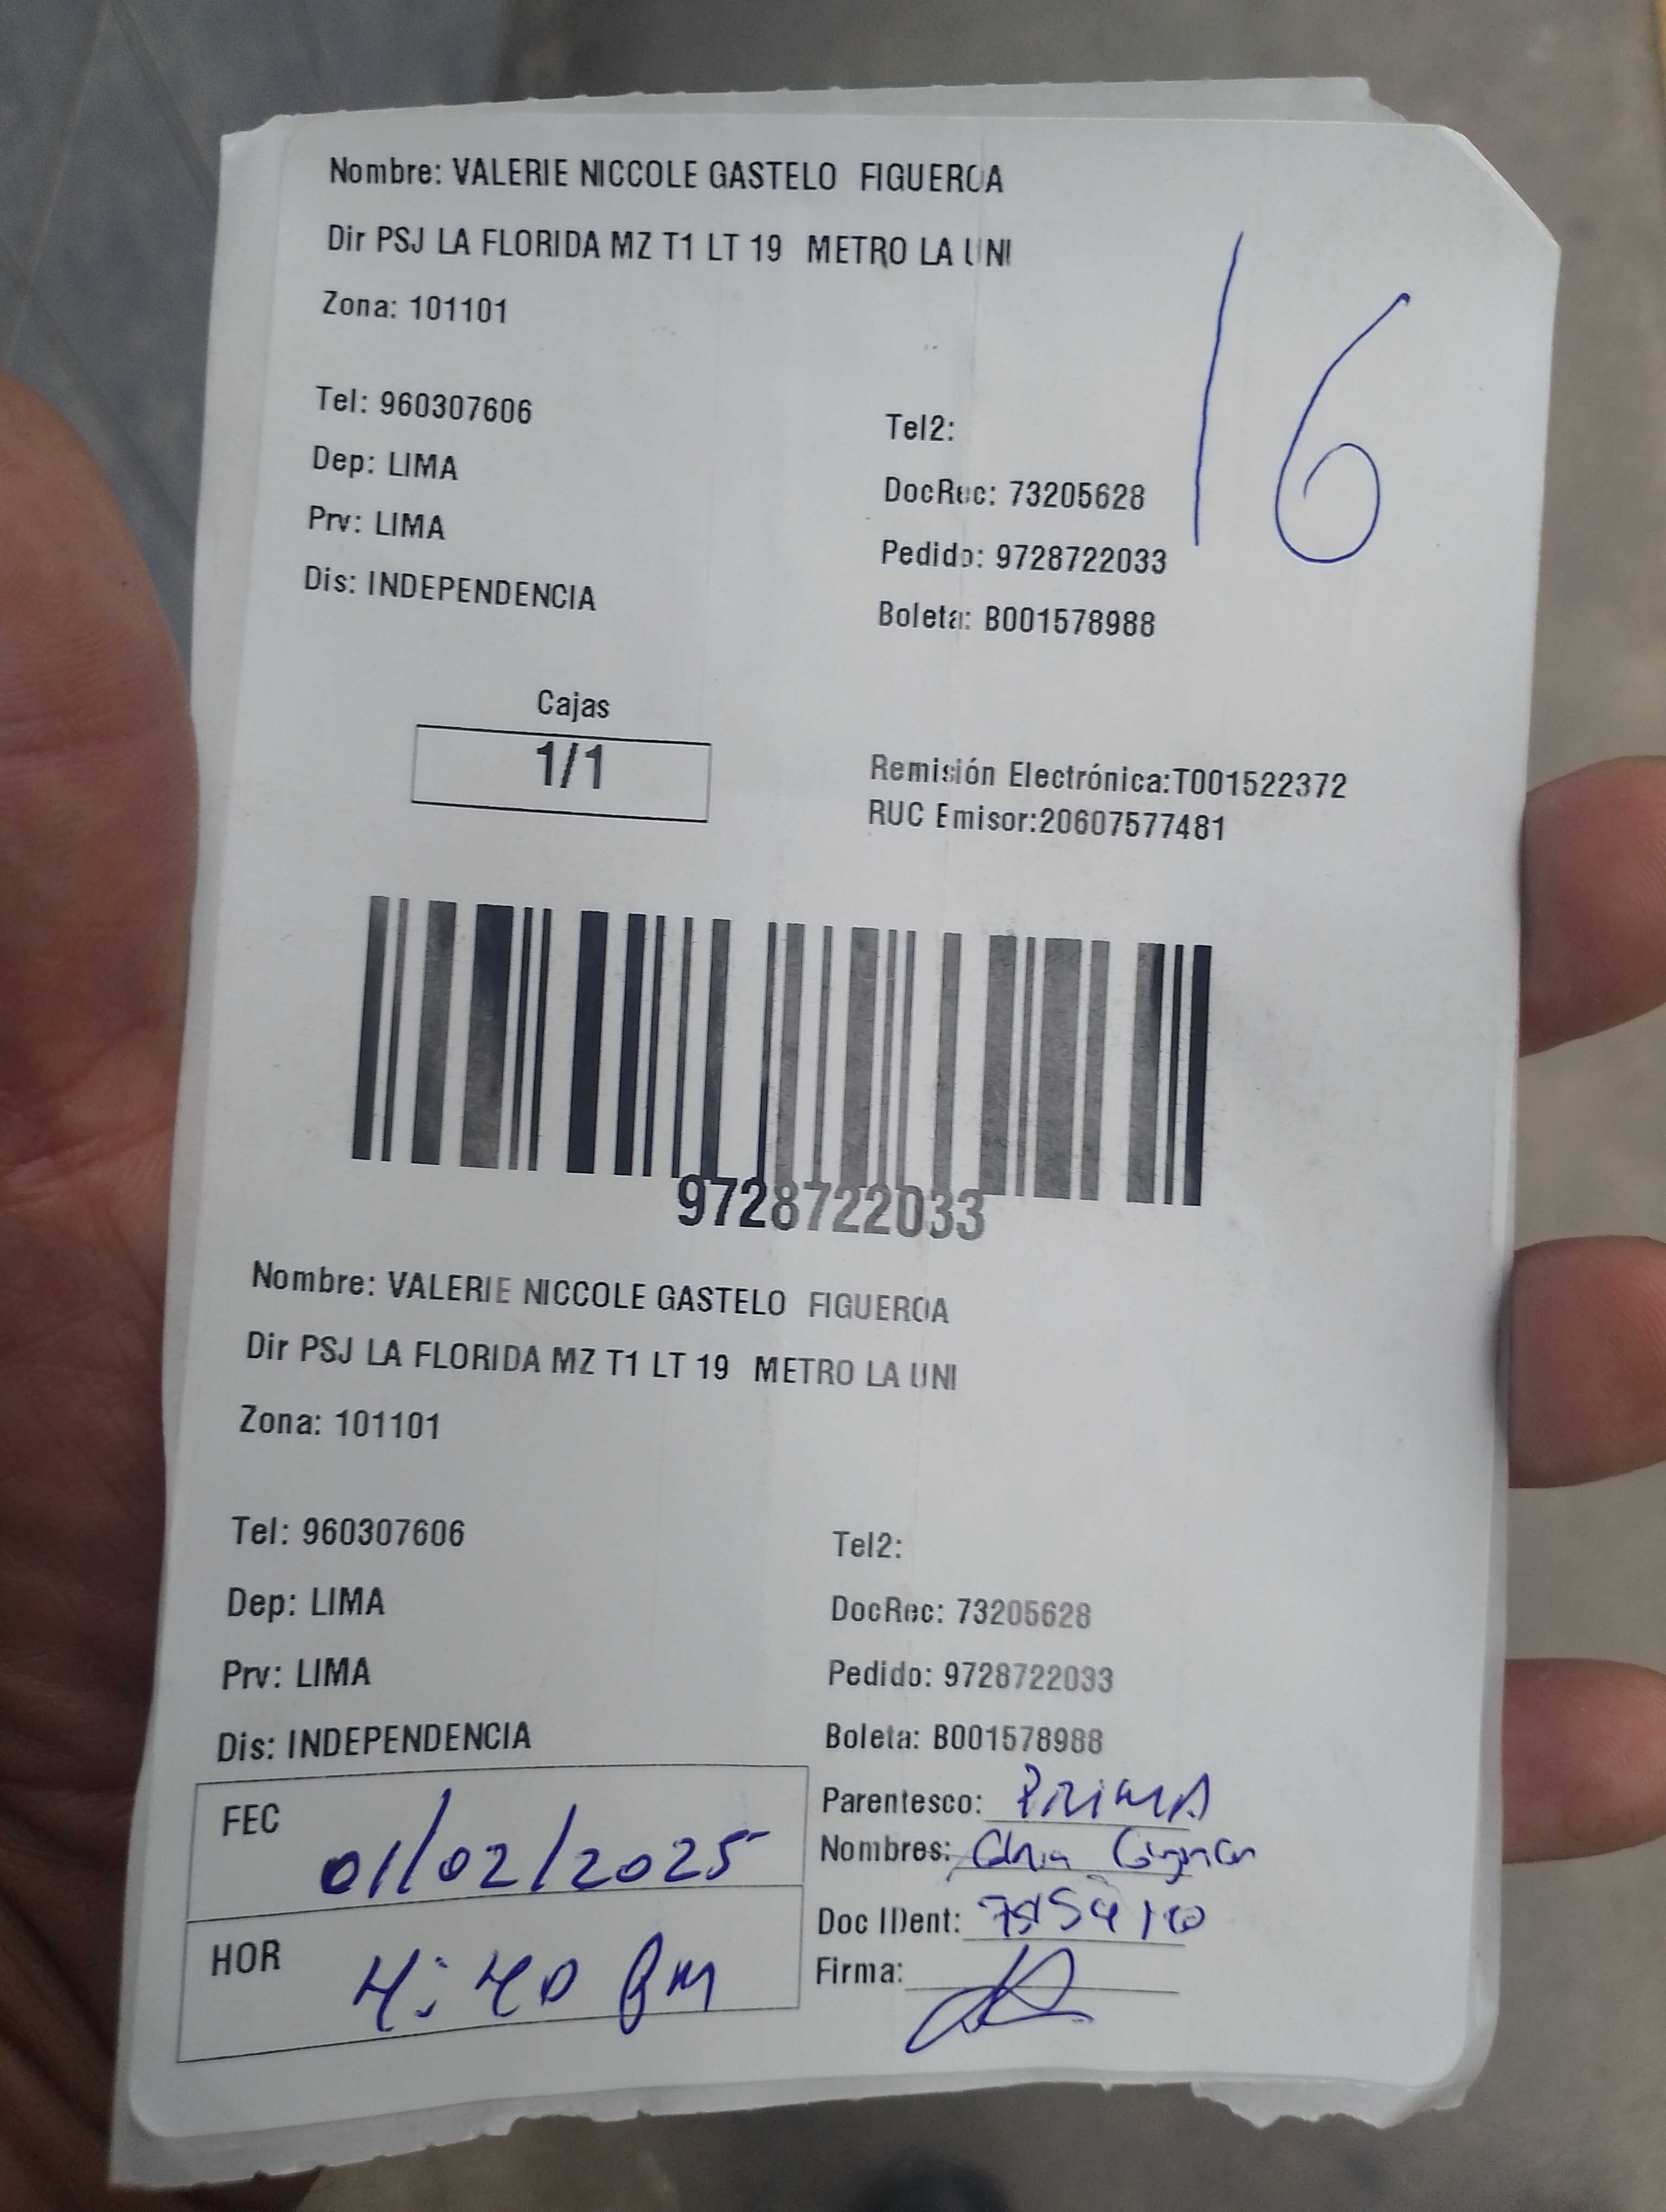 Nombre: VALERIE NICCOLE GASTELO FIGUEROA
Dir PSJ LA FLORIDA MZ T1 LT 19 METRO LA UNI
Zona: 101101
16
Tel: 960307606
Tel2:
Dep: LIMA
DocRec: 73205628
Prv: LIMA
Pedido: 9728722033
Dis: INDEPENDENCIA
Boleta: B001578988
Cajas
1/1
Remisión Electrónica:T001522372
RUC Emisor:20607577481
9728722033
Nombre: VALERIE NICCOLE GASTELO FIGUEROA
Dir PSJ LA FLORIDA MZ T1 LT 19 METRO LA UNI
Zona: 101101
Tel: 960307606
Tel2:
Dep: LIMA
DocRec: 73205628
Prv: LIMA
Pedido: 9728722033
Dis: INDEPENDENCIA
Boleta: B001578988
FEC 01/02/2025
HOR 4:40 PM
Parentesco: PRIMA
Nombres:
Doc IDent:
Firma: